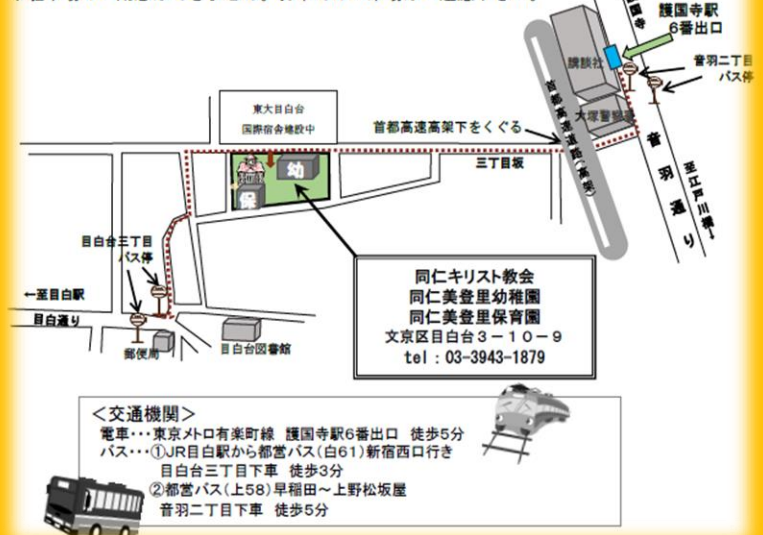 護国寺駅
6番出口
講談社
音羽二丁目
バス停
大塚警察署
首都高速道路(高架)
音羽通り
至江戸川橋→
東大目白台
国際宿舎建設中
首都高速高架下をくぐる
三丁目坂
幼
保
目白台三丁目
バス停
←至目白駅
目白通り
郵便局
目白台図書館
同仁キリスト教会
同仁美登里幼稚園
同仁美登里保育園
文京区目白台3-10-9
tel:03-3943-1879
<交通機関>
電車・・・東京メトロ有楽町線 護国寺駅6番出口 徒歩5分
バス・・・①JR目白駅から都営バス(白61)新宿西口行き
目白台三丁目下車 徒歩3分
②都営バス(上58)早稲田~上野松坂屋
音羽二丁目下車 徒歩5分